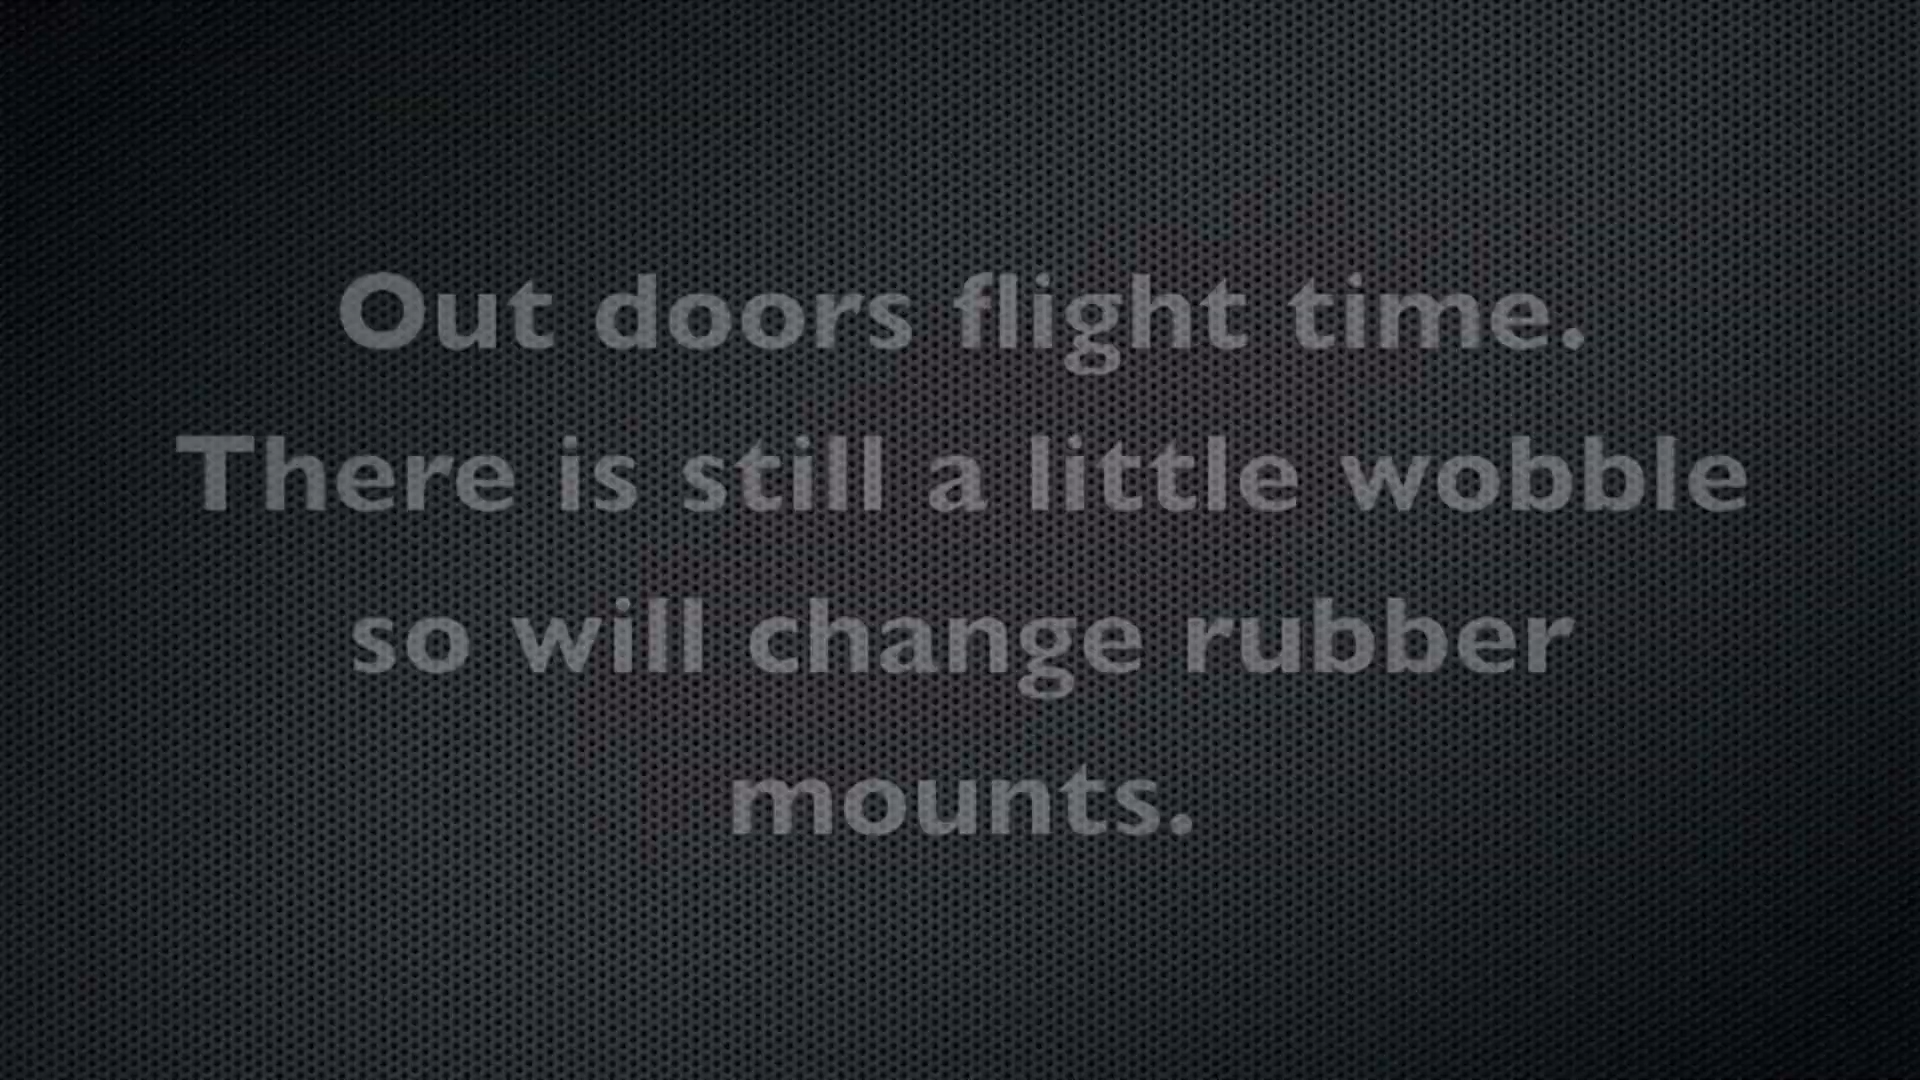 Out doors flight time.
There is still a little wobble
so will change rubber
mounts.